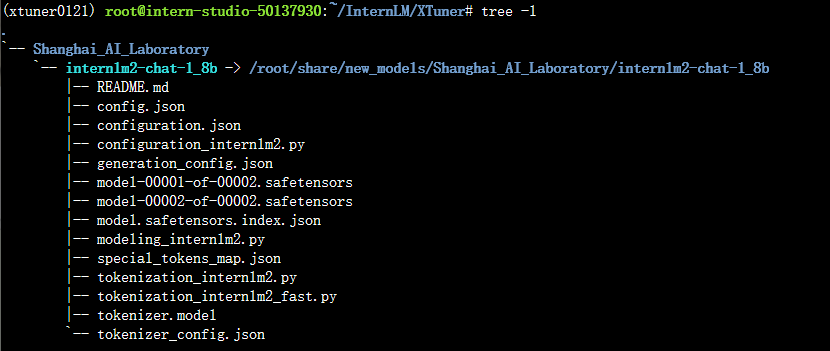 (xtuner0121) root@intern-studio-50137930:~/InternLM/XTuner# tree -l
.
`-- Shanghai_AI_Laboratory
    `-- internlm2-chat-1_8b -> /root/share/new_models/Shanghai_AI_Laboratory/internlm2-chat-1_8b
        |-- README.md
        |-- config.json
        |-- configuration.json
        |-- configuration_internlm2.py
        |-- generation_config.json
        |-- model-00001-of-00002.safetensors
        |-- model-00002-of-00002.safetensors
        |-- model.safetensors.index.json
        |-- modeling_internlm2.py
        |-- special_tokens_map.json
        |-- tokenization_internlm2.py
        |-- tokenization_internlm2_fast.py
        |-- tokenizer.model
        `-- tokenizer_config.json